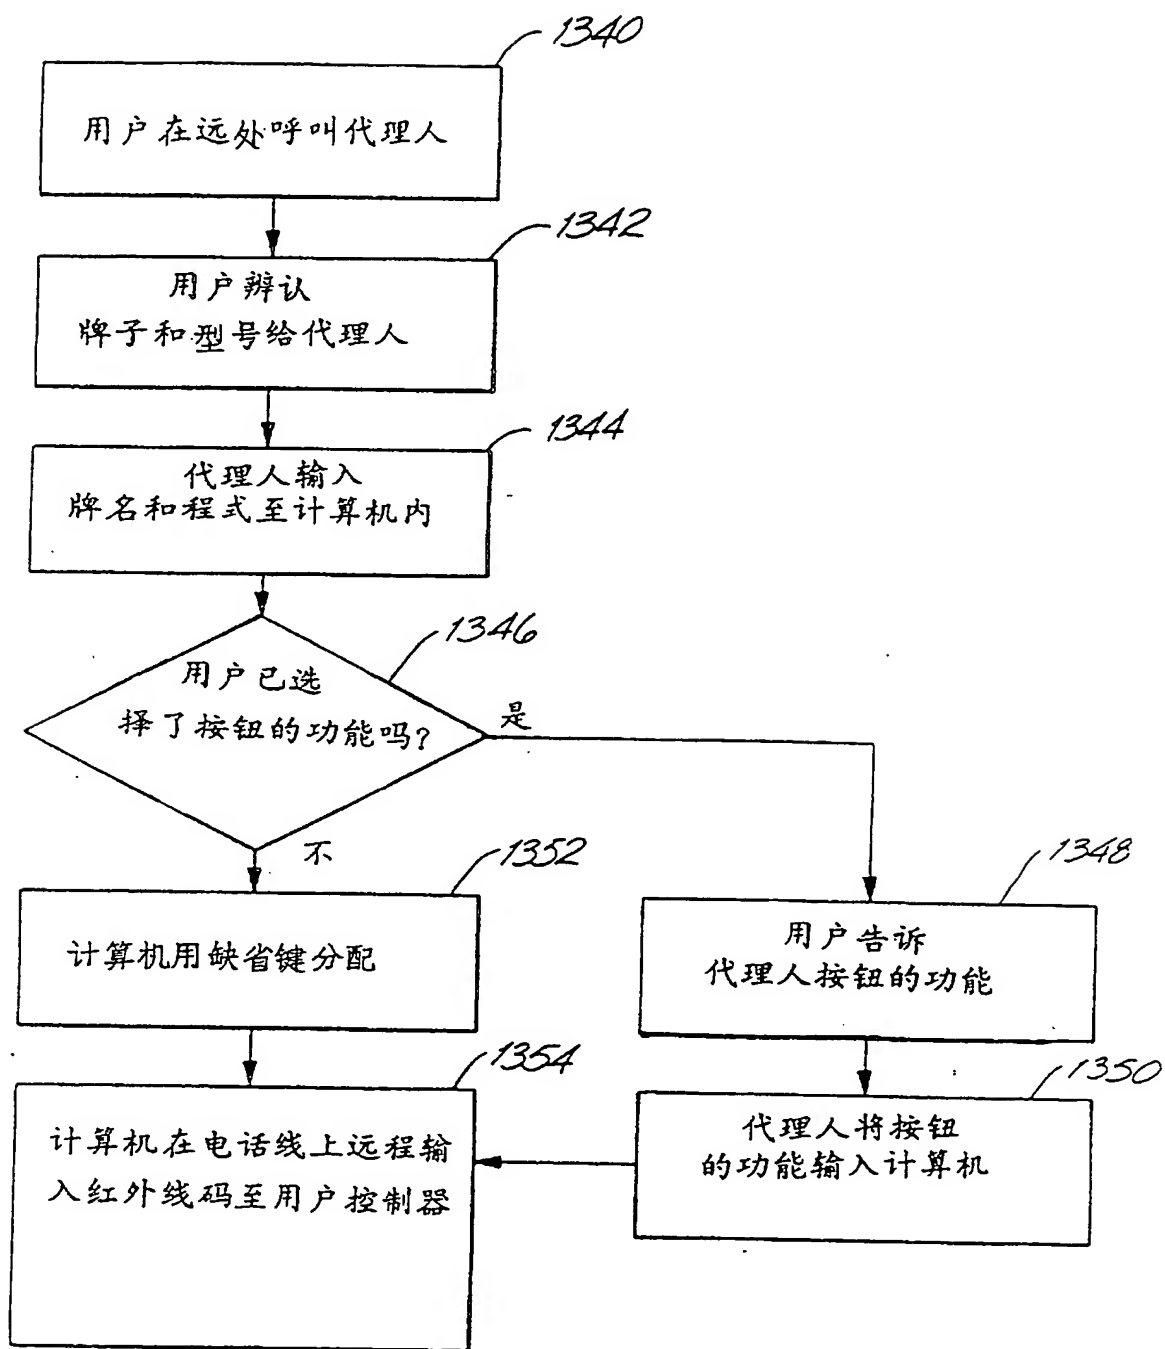 1340
用户在远处呼叫代理人
1342
用户辨认
牌子和型号给代理人
1344
代理人输入
牌名和程式至计算机内
1346
用户已选
择了按钮的功能吗?
是
不
1352
计算机用缺省键分配
1348
用户告诉
代理人按钮的功能
1354
计算机在电话线上远程输
入红外线码至用户控制器
1350
代理人将按钮
的功能输入计算机